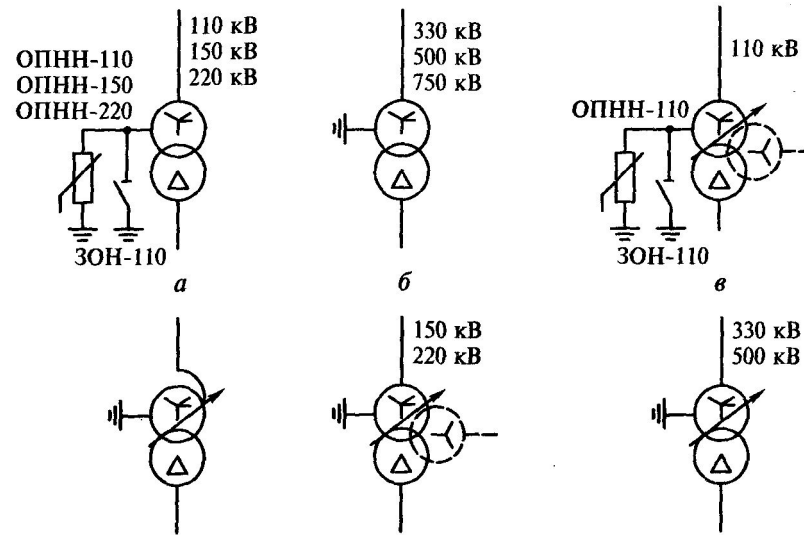 110 кВ
150 кВ
220 кВ
ОПНН-110
ОПНН-150
ОПНН-220
ЗОН-110
а
330 кВ
500 кВ
750 кВ
б
110 кВ
ОПНН-110
ЗОН-110
в
150 кВ
220 кВ
330 кВ
500 кВ